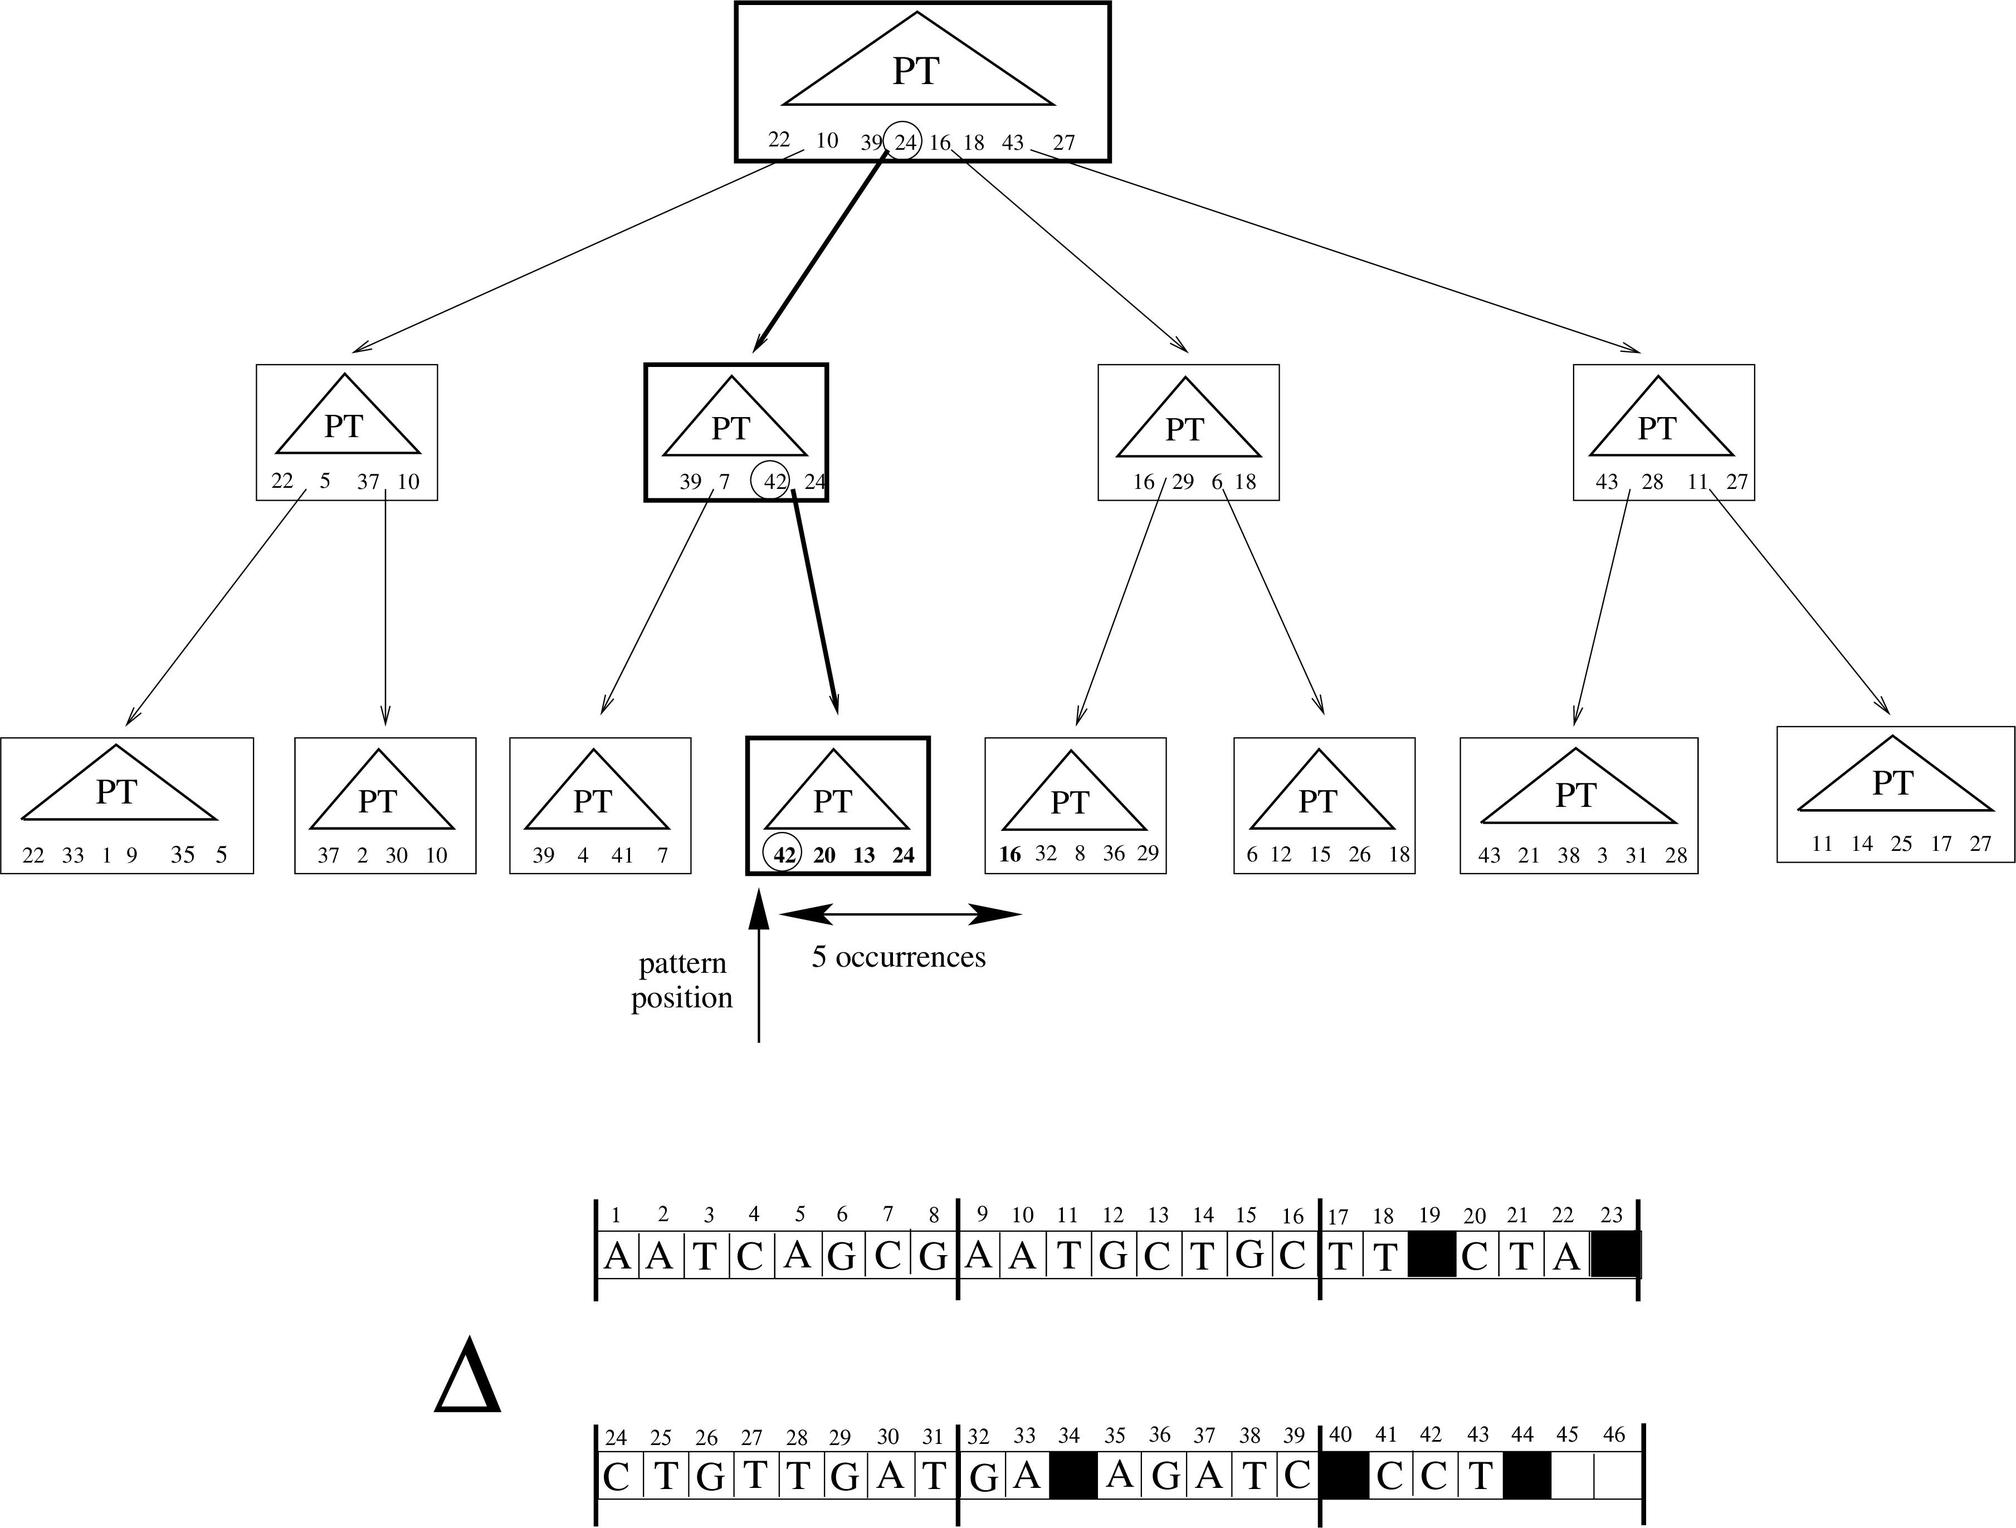 PT
22 10 39 24 16 18 43 27
PT PT PT PT
22 5 37 10 39 7 42 24 16 29 6 18 43 28 11 27
PT PT PT PT PT PT PT PT
22 33 1 9 35 5 37 2 30 10 39 4 41 7 42 20 13 24 16 32 8 36 29 6 12 15 26 18 43 21 38 3 31 28 11 14 25 17 27
pattern
position
5 occurrences
1 2 3 4 5 6 7 8 9 10 11 12 13 14 15 16 17 18 19 20 21 22 23
A A T C A G C G A A T G C T G C T T C T A
Δ
24 25 26 27 28 29 30 31 32 33 34 35 36 37 38 39 40 41 42 43 44 45 46
C T G T T G A T G A A G A T C C C T